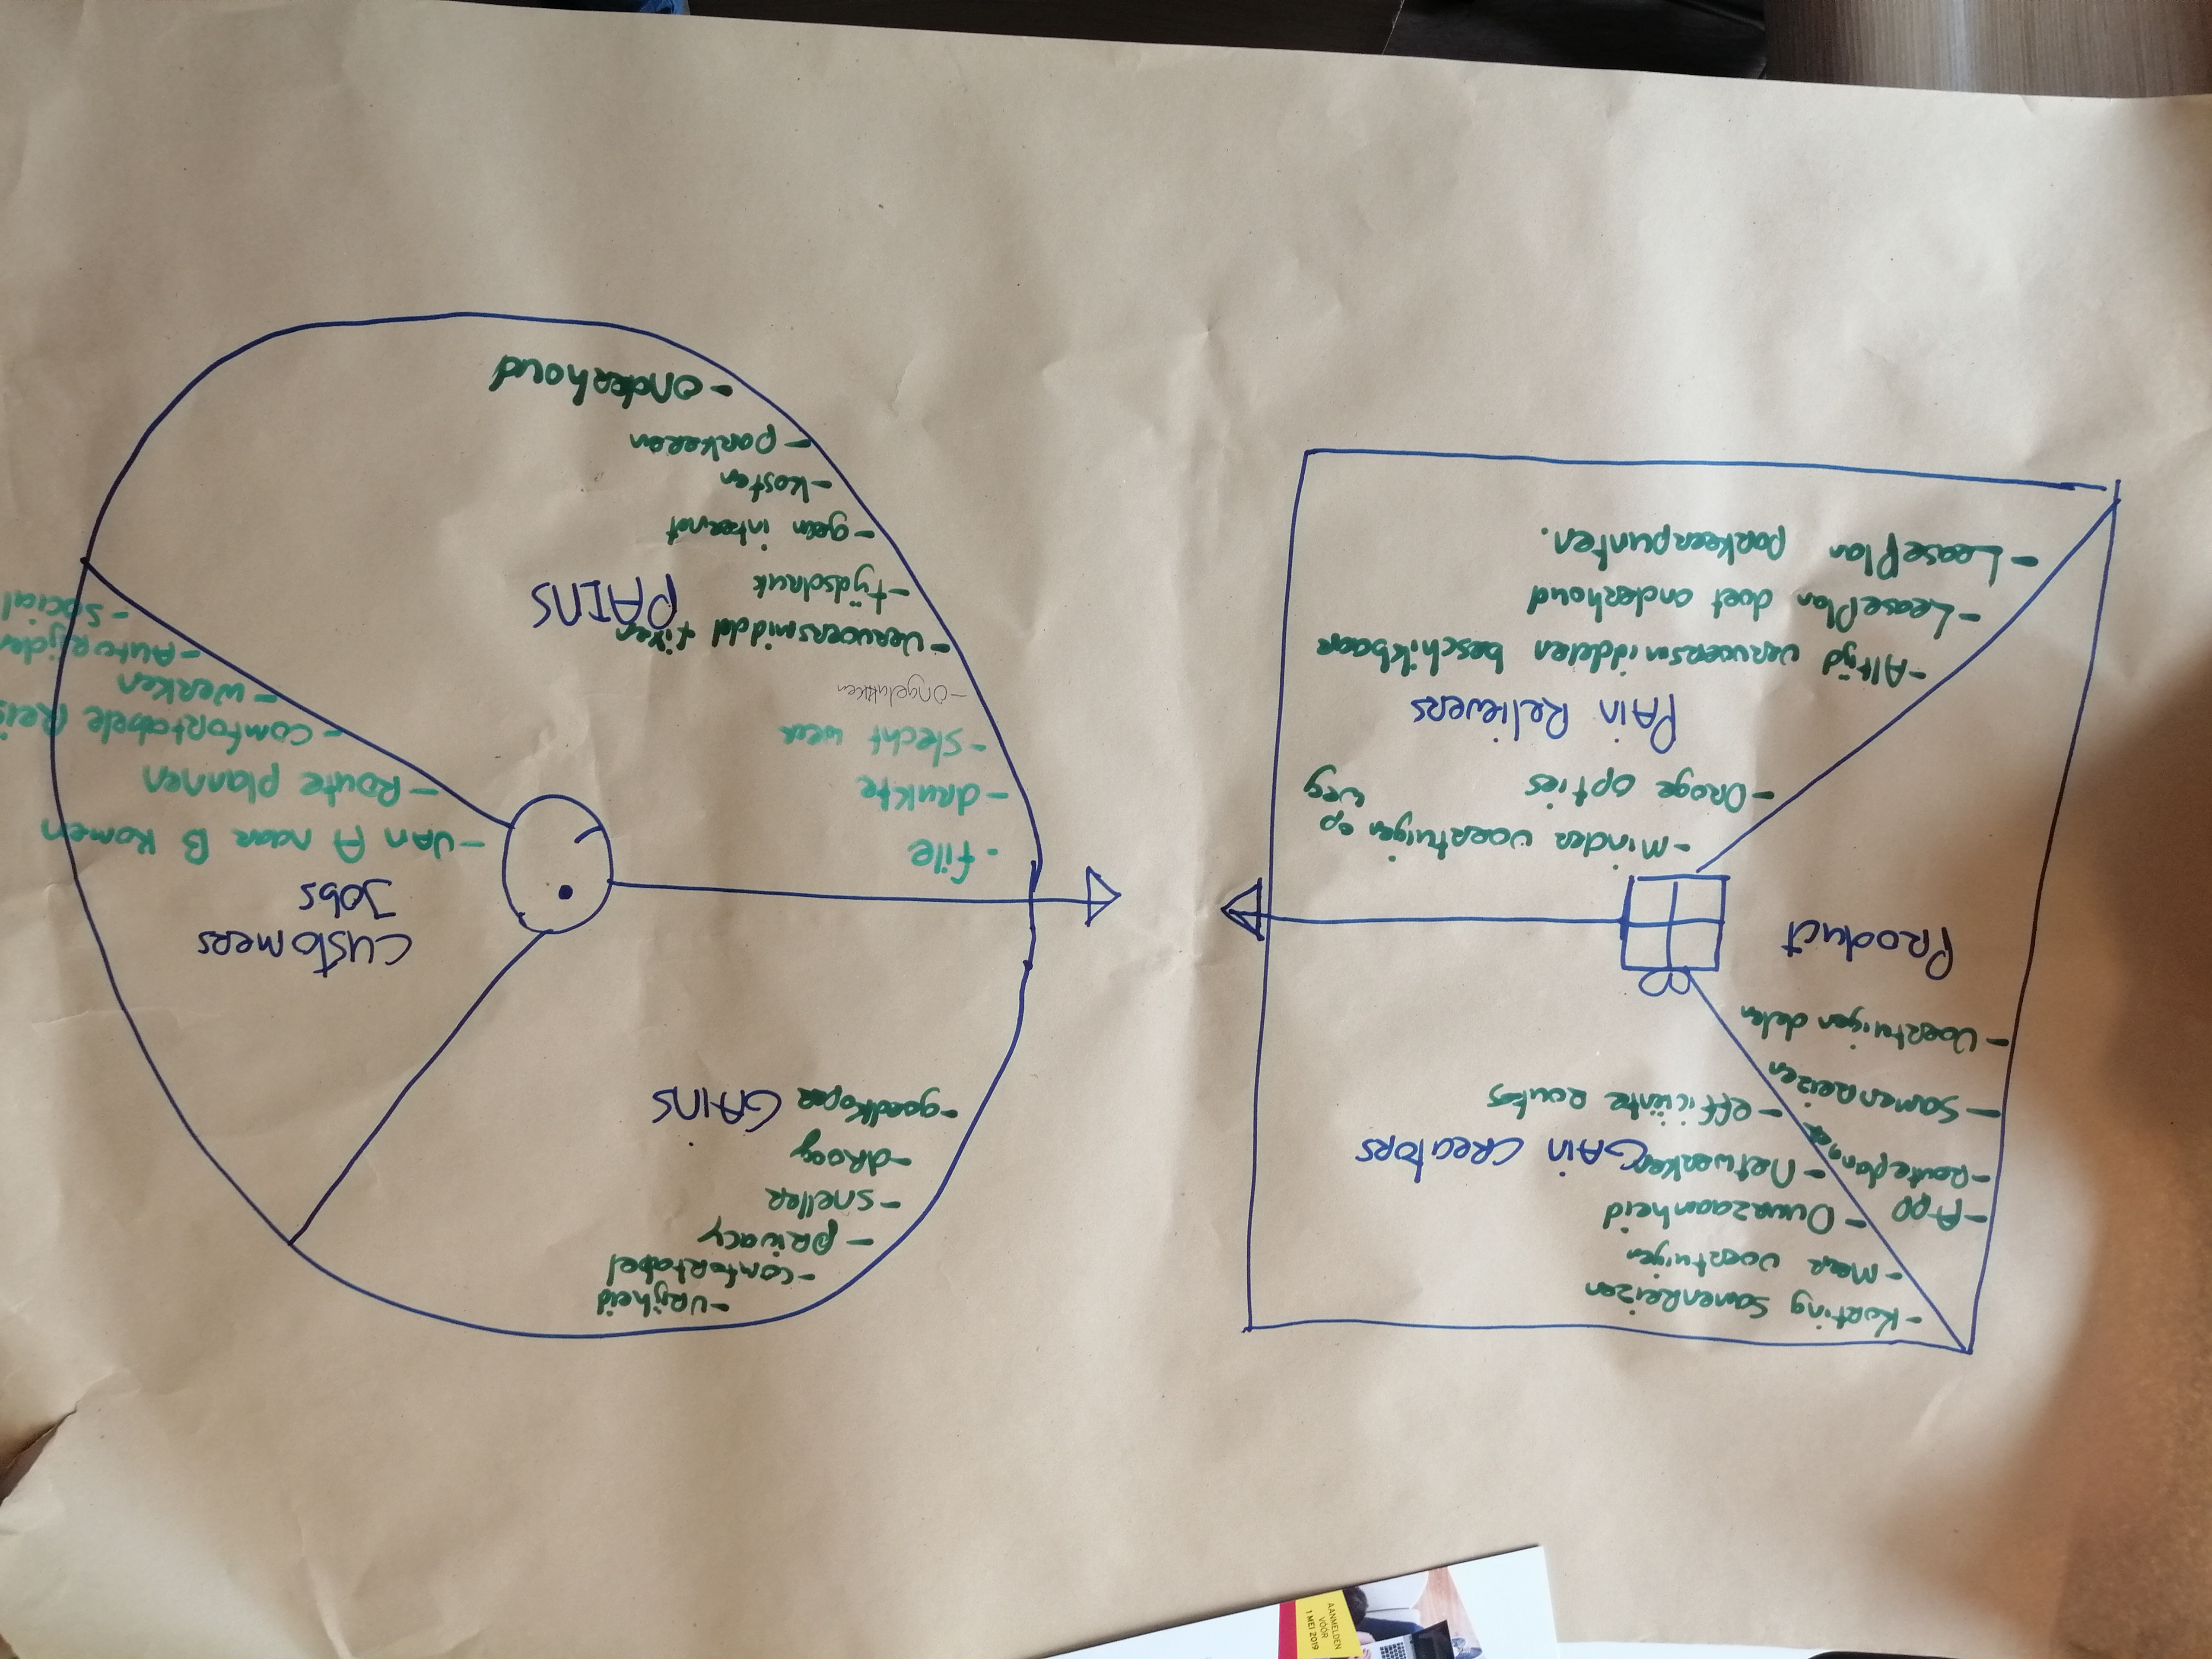 AANMELDEN
VOOR
1 MEI 2019
- Korting SamenReizen
- Meer voertuigen
- Duurzaamheid
- Netwerken
GAIN CREATORS
- efficiënte routes
- App
- Routeplanner
- SamenReizen
- Voertuigen delen
PRODUCT
- Minder voertuigen op
weg
- Droge opties
PAIN RELIEVERS
- Altijd vervoersmiddelen beschikbaar
- LeasePlan doet onderhoud
- LeasePlan parkeerpunten.
- vrijheid
- comfortabel
- privacy
- sneller
- droog
- goedkoper
GAINS
CUSTOMERS
JOBS
- VAN A naar B komen
- Route plannen
- comfortabele Reis
- werken
- Autorijden
- social
- file
- drukte
- slecht weer
- ongelukken
- vervoersmiddel fixen
PAINS
- tijdsdruk
- geen internet
- kosten
- parkeren
- onderhoud